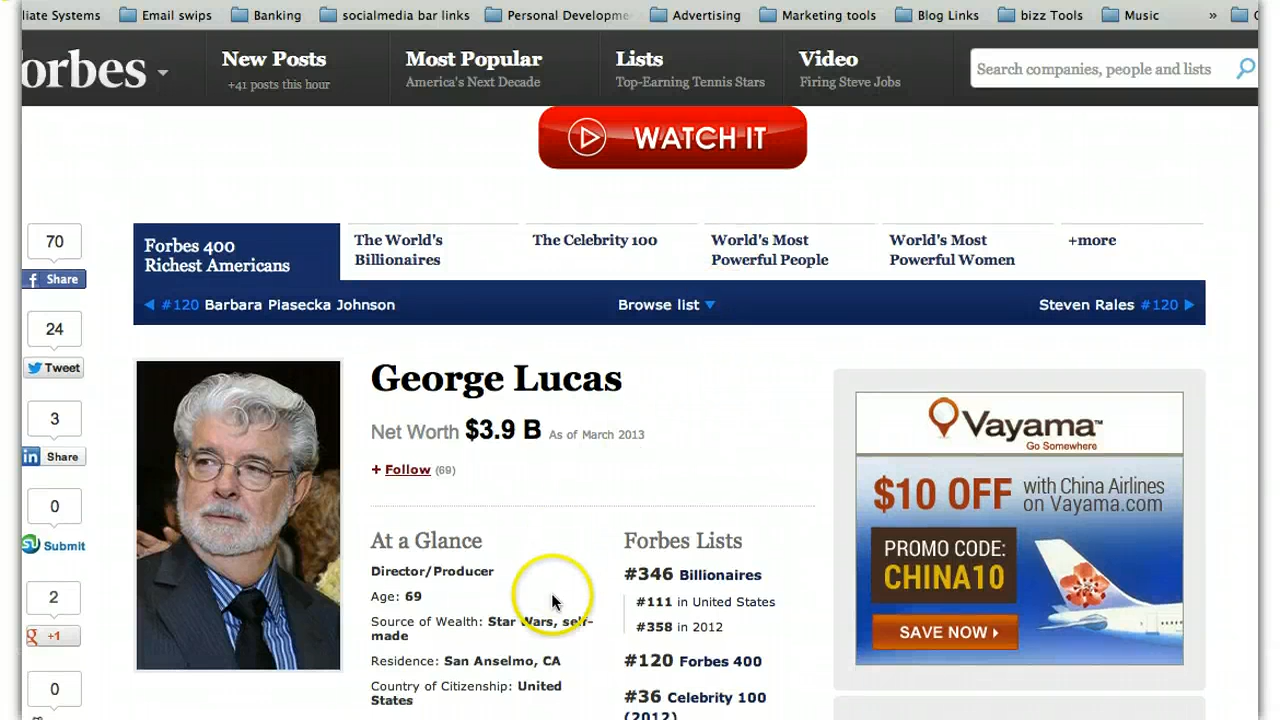 iate Systems Email swips Banking socialmedia bar links Personal Developme Advertising Marketing tools Blog Links bizz Tools Music »
orbes
New Posts
+41 posts this hour
Most Popular
America's Next Decade
Lists
Top-Earning Tennis Stars
Video
Firing Steve Jobs
Search companies, people and lists
WATCH IT
Forbes 400
Richest Americans
The World's
Billionaires
The Celebrity 100
World's Most
Powerful People
World's Most
Powerful Women
+more
#120 Barbara Piasecka Johnson
Browse list
Steven Rales #120
70
f Share
24
Tweet
3
in Share
0
Submit
2
g +1
0
George Lucas
Net Worth $3.9 B As of March 2013
+ Follow (69)
At a Glance
Director/Producer
Age: 69
Source of Wealth: Star Wars, self-
made
Residence: San Anselmo, CA
Country of Citizenship: United
States
Forbes Lists
#346 Billionaires
#111 in United States
#358 in 2012
#120 Forbes 400
#36 Celebrity 100
(2012)
Vayama™
Go Somewhere
$10 OFF with China Airlines
on Vayama.com
PROMO CODE:
CHINA10
SAVE NOW